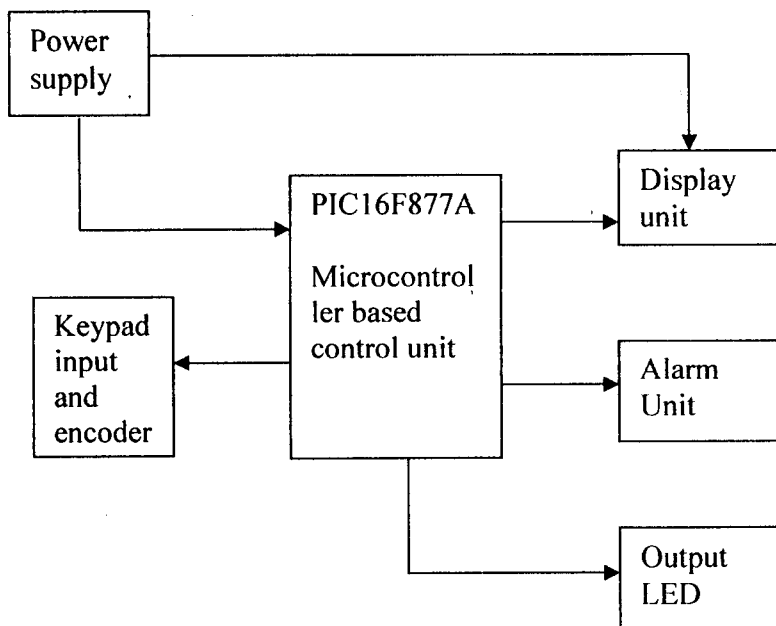 Power
supply
PIC16F877A
Microcontrol
ler based
control unit
Display
unit
Keypad
input
and
encoder
Alarm
Unit
Output
LED